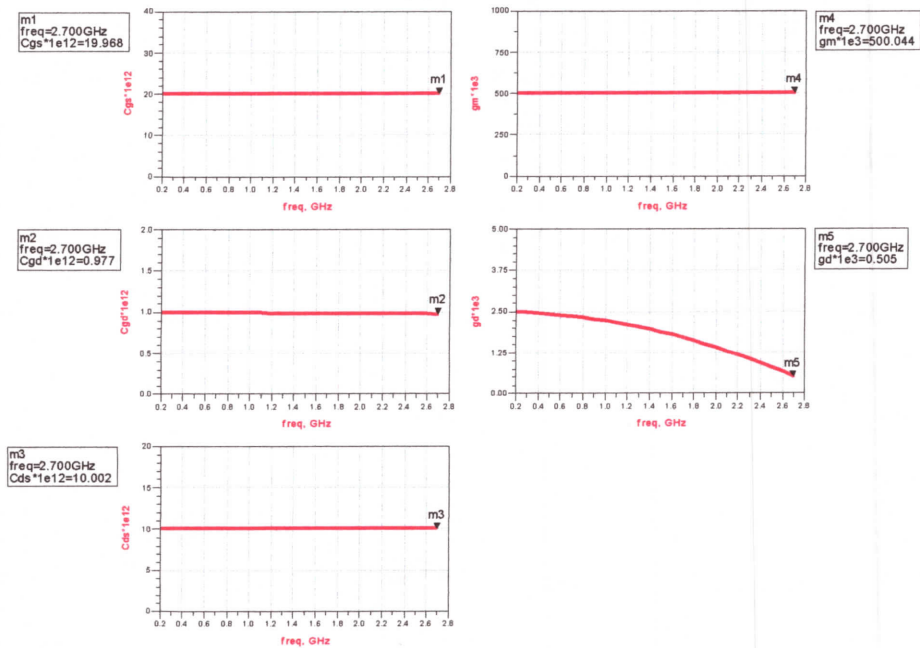 m1
freq=2.700GHz
Cgs*1e12=19.968
Cgs*1e12
40
30
20
10
0
m1
0.2 0.4 0.6 0.8 1.0 1.2 1.4 1.6 1.8 2.0 2.2 2.4 2.6 2.8
freq, GHz
gm*1e3
1000
750
500
250
0
m4
0.2 0.4 0.6 0.8 1.0 1.2 1.4 1.6 1.8 2.0 2.2 2.4 2.6 2.8
freq, GHz
m4
freq=2.700GHz
gm*1e3=500.044
m2
freq=2.700GHz
Cgd*1e12=0.977
Cgd*1e12
2.0
1.5
1.0
0.5
0.0
m2
0.2 0.4 0.6 0.8 1.0 1.2 1.4 1.6 1.8 2.0 2.2 2.4 2.6 2.8
freq, GHz
gd*1e3
5.00
3.75
2.50
1.25
0.00
m5
0.2 0.4 0.6 0.8 1.0 1.2 1.4 1.6 1.8 2.0 2.2 2.4 2.6 2.8
freq, GHz
m5
freq=2.700GHz
gd*1e3=0.505
m3
freq=2.700GHz
Cds*1e12=10.002
Cds*1e12
20
15
10
5
0
m3
0.2 0.4 0.6 0.8 1.0 1.2 1.4 1.6 1.8 2.0 2.2 2.4 2.6 2.8
freq, GHz